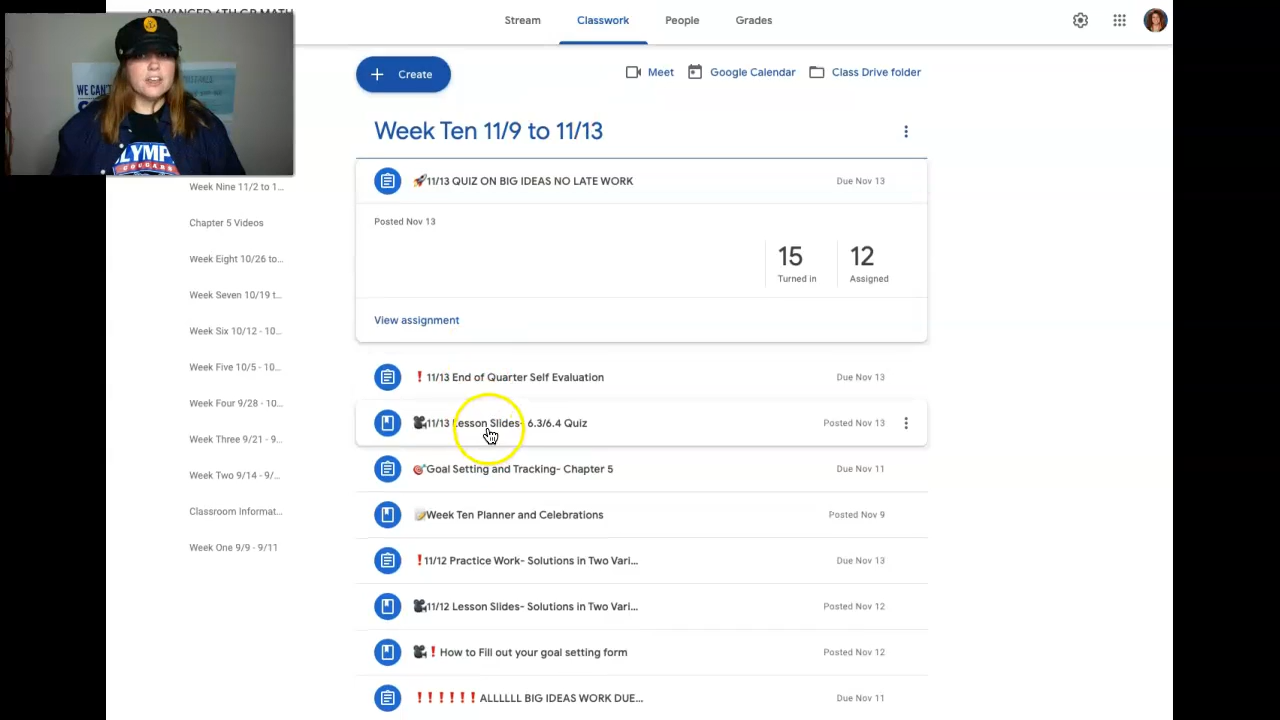 ADVANCED 6TH GR MATH
Stream
Classwork
People
Grades
WE CAN'T
OLYMP
COUGARS
Create
Meet
Google Calendar
Class Drive folder
Week Ten 11/9 to 11/13
🚀11/13 QUIZ ON BIG IDEAS NO LATE WORK
Due Nov 13
Posted Nov 13
15
12
Turned in
Assigned
View assignment
❗11/13 End of Quarter Self Evaluation
Due Nov 13
🎥11/13 Lesson Slides- 6.3/6.4 Quiz
Posted Nov 13
🎯Goal Setting and Tracking- Chapter 5
Due Nov 11
📝Week Ten Planner and Celebrations
Posted Nov 9
❗11/12 Practice Work- Solutions in Two Vari...
Due Nov 13
🎥11/12 Lesson Slides- Solutions in Two Vari...
Posted Nov 12
🎥❗How to Fill out your goal setting form
Posted Nov 12
❗❗❗❗❗❗ ALLLLLL BIG IDEAS WORK DUE...
Due Nov 11
Week Nine 11/2 to 1...
Chapter 5 Videos
Week Eight 10/26 to...
Week Seven 10/19 t...
Week Six 10/12 - 10...
Week Five 10/5 - 10...
Week Four 9/28 - 10...
Week Three 9/21 - 9...
Week Two 9/14 - 9/...
Classroom Informat...
Week One 9/9 - 9/11